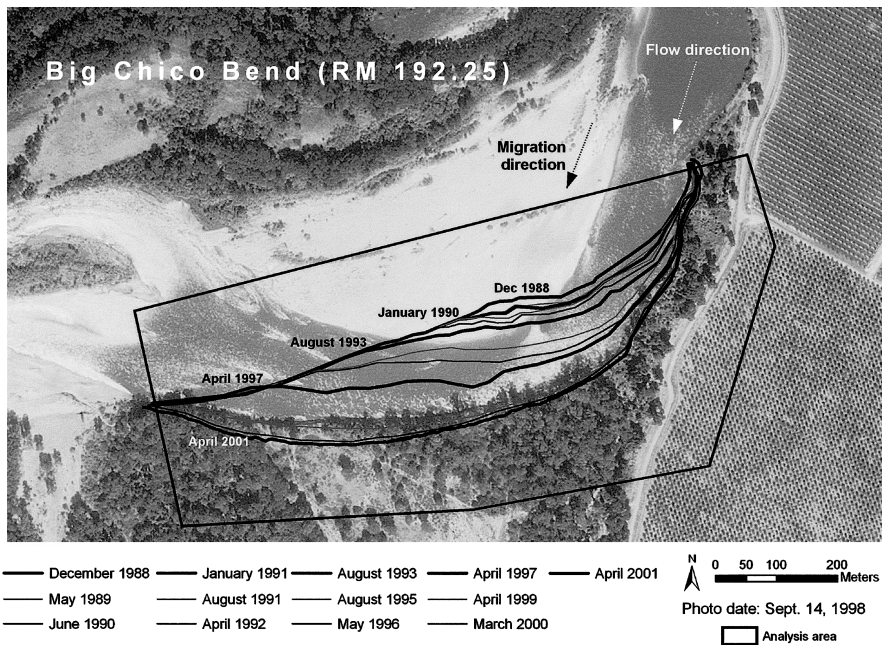 Big Chico Bend (RM 192.25)
Flow direction
Migration
direction
Dec 1988
January 1990
August 1993
April 1997
April 2001
December 1988
January 1991
August 1993
April 1997
April 2001
May 1989
August 1991
August 1995
April 1999
June 1990
April 1992
May 1996
March 2000
N
0 50 100 200
Meters
Photo date: Sept. 14, 1998
Analysis area